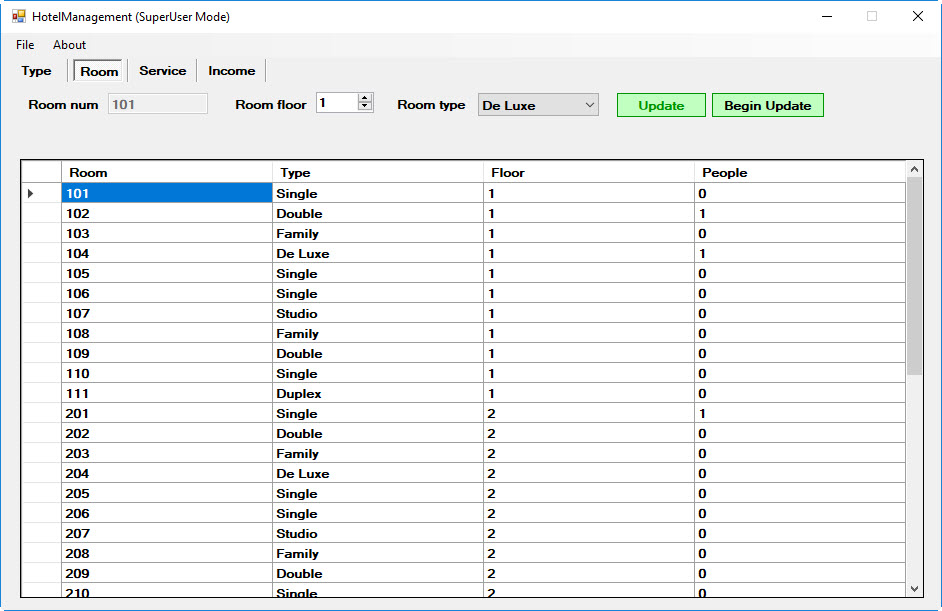 HotelManagement (SuperUser Mode)
File About
Type Room Service Income
Room num 101 Room floor 1 Room type De Luxe Update Begin Update
Room Type Floor People
101 Single 1 0
102 Double 1 1
103 Family 1 0
104 De Luxe 1 1
105 Single 1 0
106 Single 1 0
107 Studio 1 0
108 Family 1 0
109 Double 1 0
110 Single 1 0
111 Duplex 1 0
201 Single 2 1
202 Double 2 0
203 Family 2 0
204 De Luxe 2 0
205 Single 2 0
206 Single 2 0
207 Studio 2 0
208 Family 2 0
209 Double 2 0
210 Single 2 0